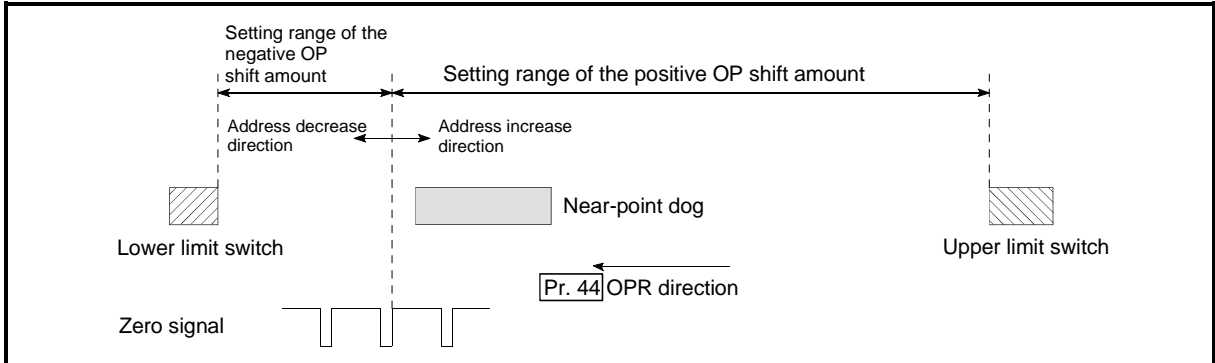 Setting range of the
negative OP
shift amount
Setting range of the positive OP shift amount
Address decrease
direction
Address increase
direction
Near-point dog
Lower limit switch
Upper limit switch
Pr. 44 OPR direction
Zero signal